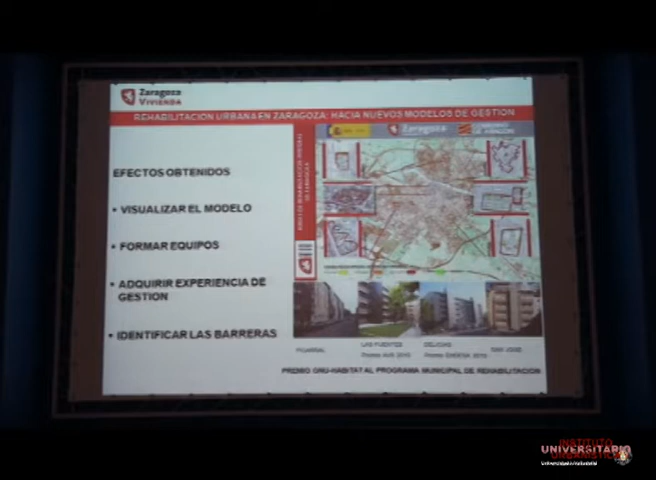 Zaragoza
VIVIENDA
REHABILITACION URBANA EN ZARAGOZA: HACIA NUEVOS MODELOS DE GESTION
EFECTOS OBTENIDOS
• VISUALIZAR EL MODELO
• FORMAR EQUIPOS
• ADQUIRIR EXPERIENCIA DE
GESTION
• IDENTIFICAR LAS BARRERAS
Zaragoza
LAS FUENTES
DELICIAS
SAN JOSE
PREMIO ONU-HABITAT AL PROGRAMA MUNICIPAL DE REHABILITACION
INSTITUTO
UNIVERSITARIO